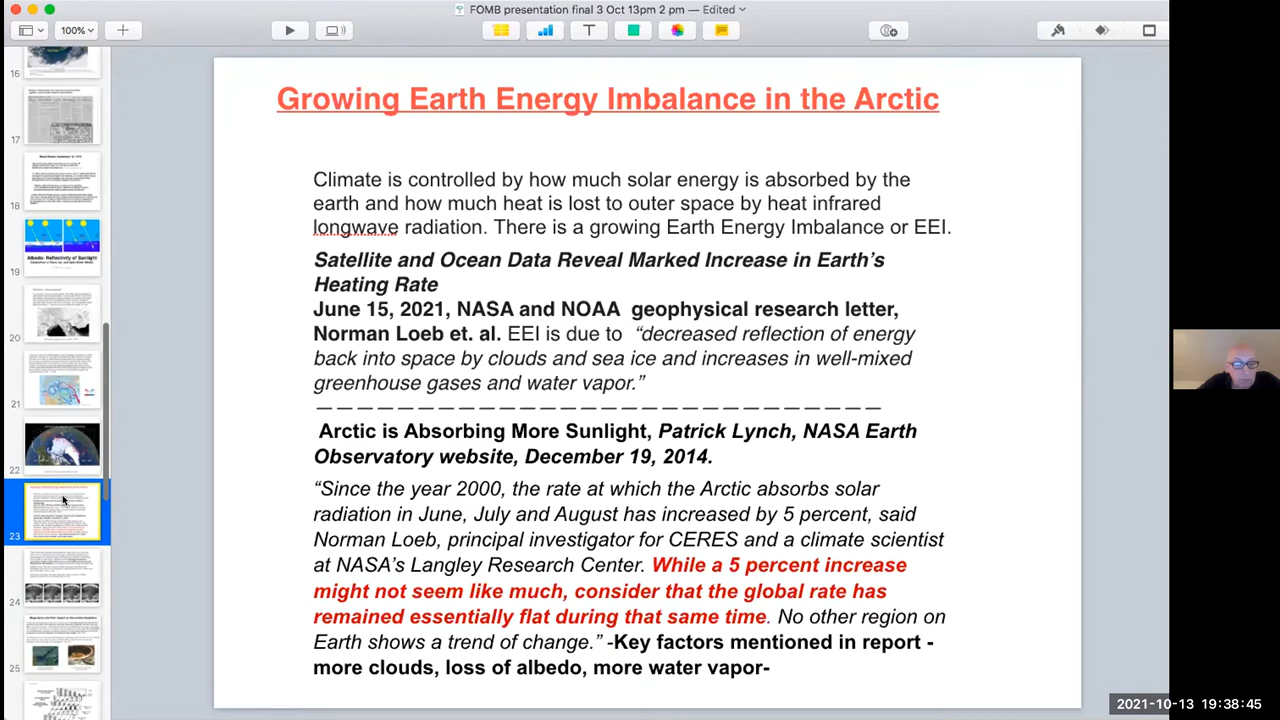 FOMB presentation final 3 Oct 13pm 2 pm — Edited
100%
Growing Earth Energy Imbalance in the Arctic
Climate is in proportion how much solar energy is absorbed by the
earth and how much heat is lost to outer space by heat infrared
longwave radiation. There is a growing Earth Energy Imbalance or EEI.
Satellite and Ocean Data Reveal Marked Increase in Earth's
Heating Rate
June 15, 2021, NASA and NOAA geophysical research letter,
Norman Loeb et. al. EEI is due to "decreased reflection of energy
back into space by clouds and sea ice and increases in well-mixed
greenhouse gases and water vapor."
— — — — — — — — — — — — — — — — — — — — — — — — — — — — — — — — — —
Arctic is Absorbing More Sunlight, Patrick Lynch, NASA Earth
Observatory website. December 19, 2014.
"Since the year 2000, the rate at which the Arctic absorbs solar
radiation in June, July and August has increased by 5 percent, said
Norman Loeb, principal investigator for CERES and a climate scientist
at NASA's Langley Research Center. While a 5 percent increase
might not seem like much, consider that the global rate has
remained essentially flat during that same time. No other region on
Earth shows a trend of change." -Key factors mentioned in report -
more clouds, loss of albedo, more water vapor-
16
17
18
19
Albedo- Reflectivity of Sunlight
20
21
22
23
24
25
2021-10-13 19:38:45